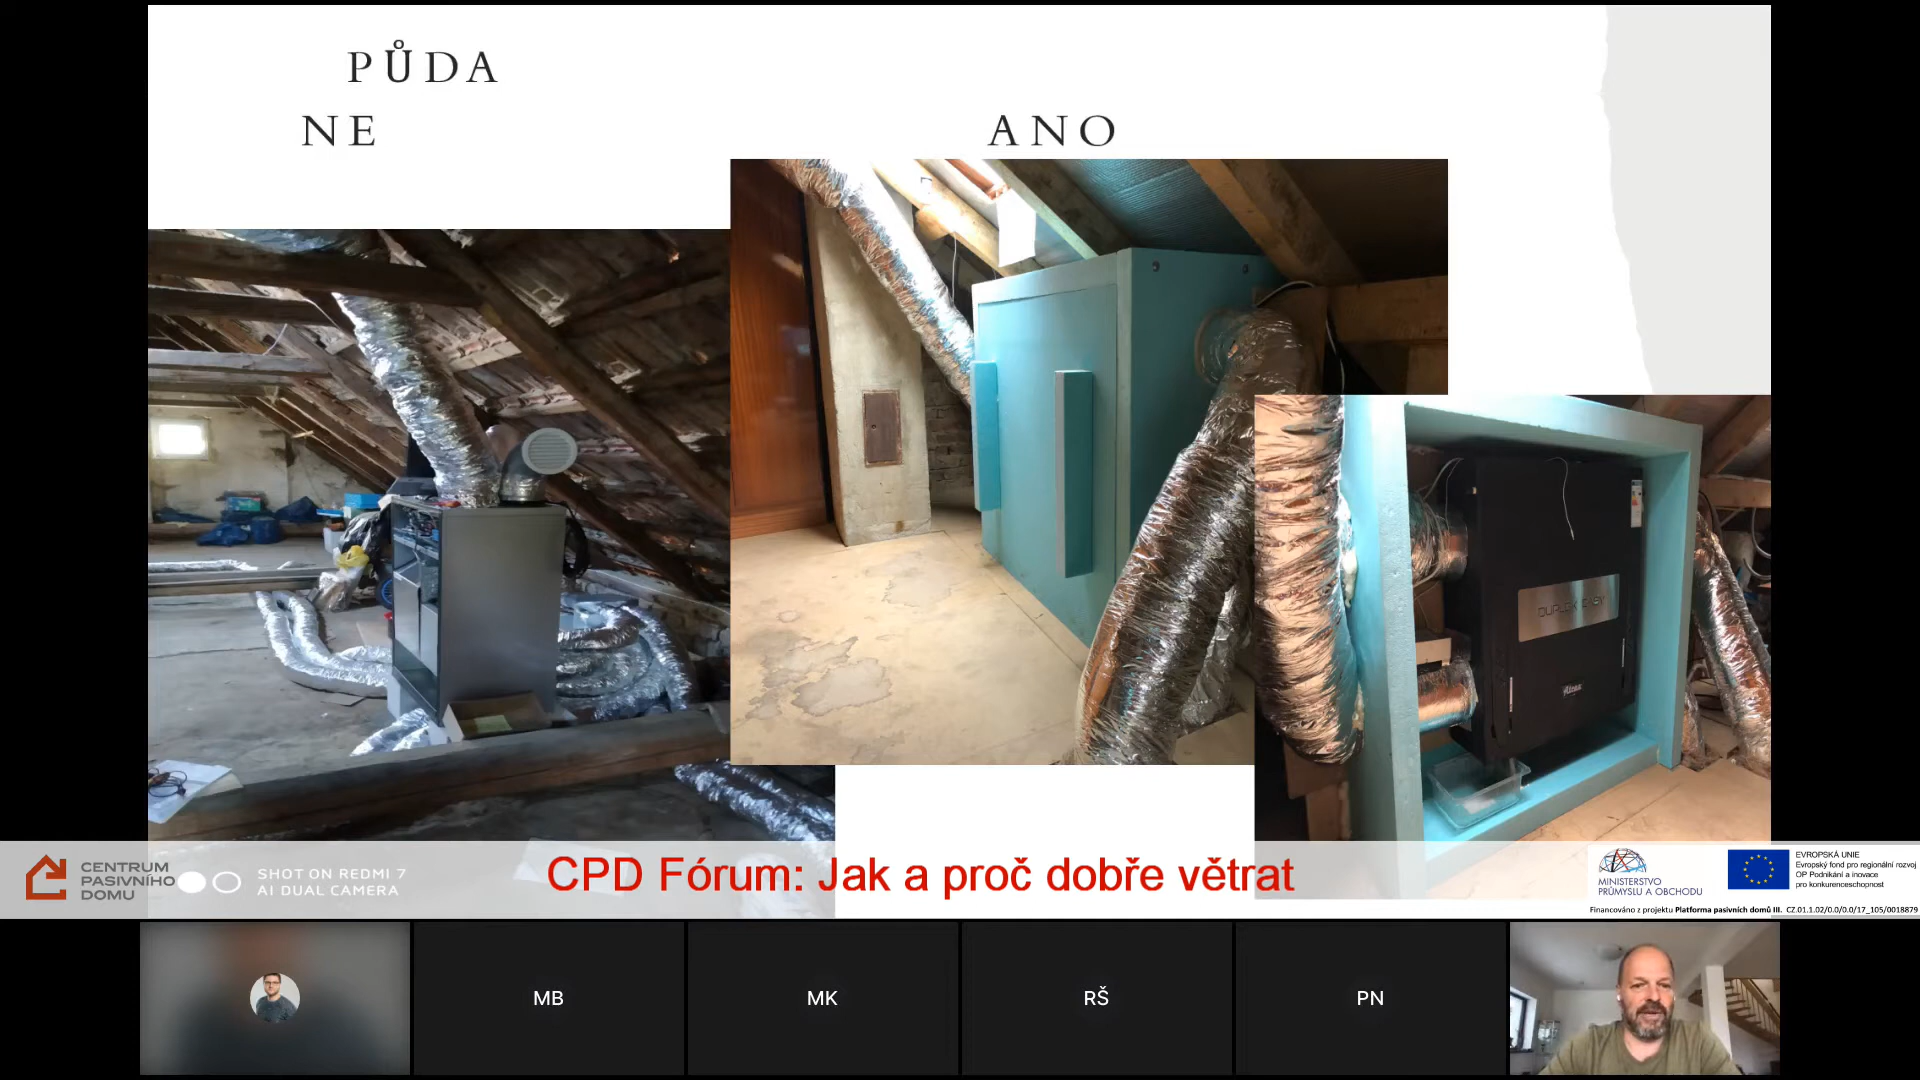 PŮDA
NE
ANO
DUPLEX EASY
Atrea
CENTRUM
PASIVNÍHO
DOMU
SHOT ON REDMI 7
AI DUAL CAMERA
CPD Fórum: Jak a proč dobře větrat
MINISTERSTVO
PRŮMYSLU A OBCHODU
EVROPSKÁ UNIE
Evropský fond pro regionální rozvoj
OP Podnikání a inovace
pro konkurenceschopnost
Financováno z projektu Platforma pasivních domů III. CZ.01.1.02/0.0/0.0/17_105/0018879
MB
MK
RŠ
PN